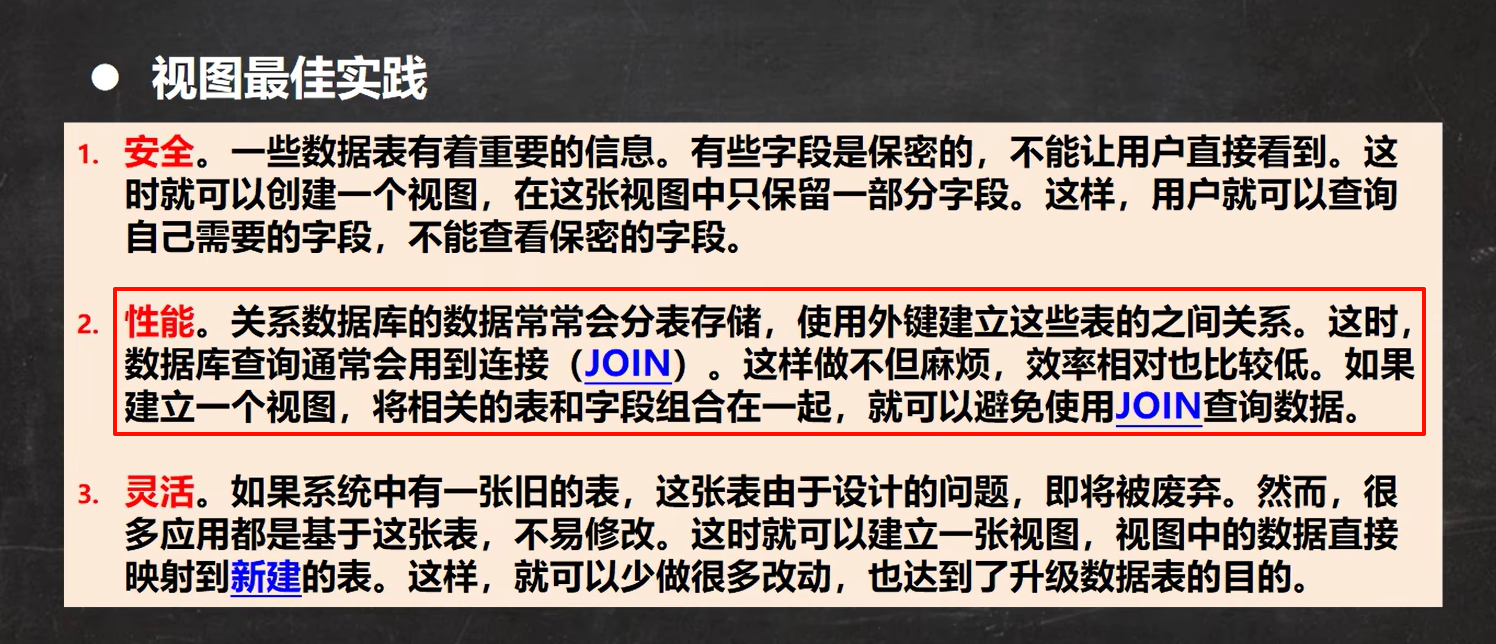 ● 视图最佳实践
1. 安全。一些数据表有着重要的信息。有些字段是保密的，不能让用户直接看到。这
时就可以创建一个视图，在这张视图中只保留一部分字段。这样，用户就可以查询
自己需要的字段，不能查看保密的字段。
2. 性能。关系数据库的数据常常会分表存储，使用外键建立这些表的之间关系。这时，
数据库查询通常会用到连接（JOIN）。这样做不但麻烦，效率相对也比较低。如果
建立一个视图，将相关的表和字段组合在一起，就可以避免使用JOIN查询数据。
3. 灵活。如果系统中有一张旧的表，这张表由于设计的问题，即将被废弃。然而，很
多应用都是基于这张表，不易修改。这时就可以建立一张视图，视图中的数据直接
映射到新建的表。这样，就可以少做很多改动，也达到了升级数据表的目的。